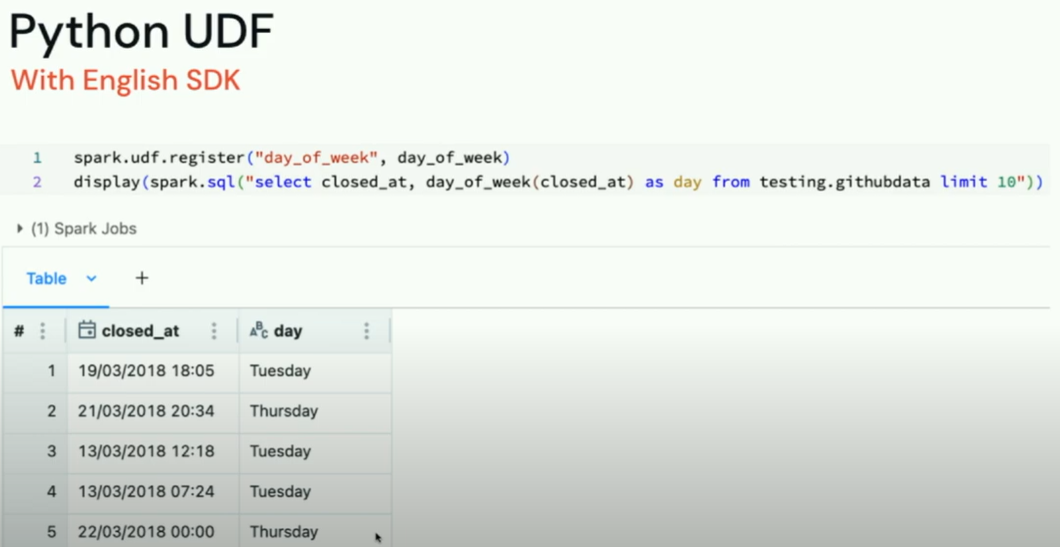 Python UDF
With English SDK
1 spark.udf.register("day_of_week", day_of_week)
2 display(spark.sql("select closed_at, day_of_week(closed_at) as day from testing.githubdata limit 10"))
(1) Spark Jobs
Table +
# closed_at ABC day
1 19/03/2018 18:05 Tuesday
2 21/03/2018 20:34 Thursday
3 13/03/2018 12:18 Tuesday
4 13/03/2018 07:24 Tuesday
5 22/03/2018 00:00 Thursday